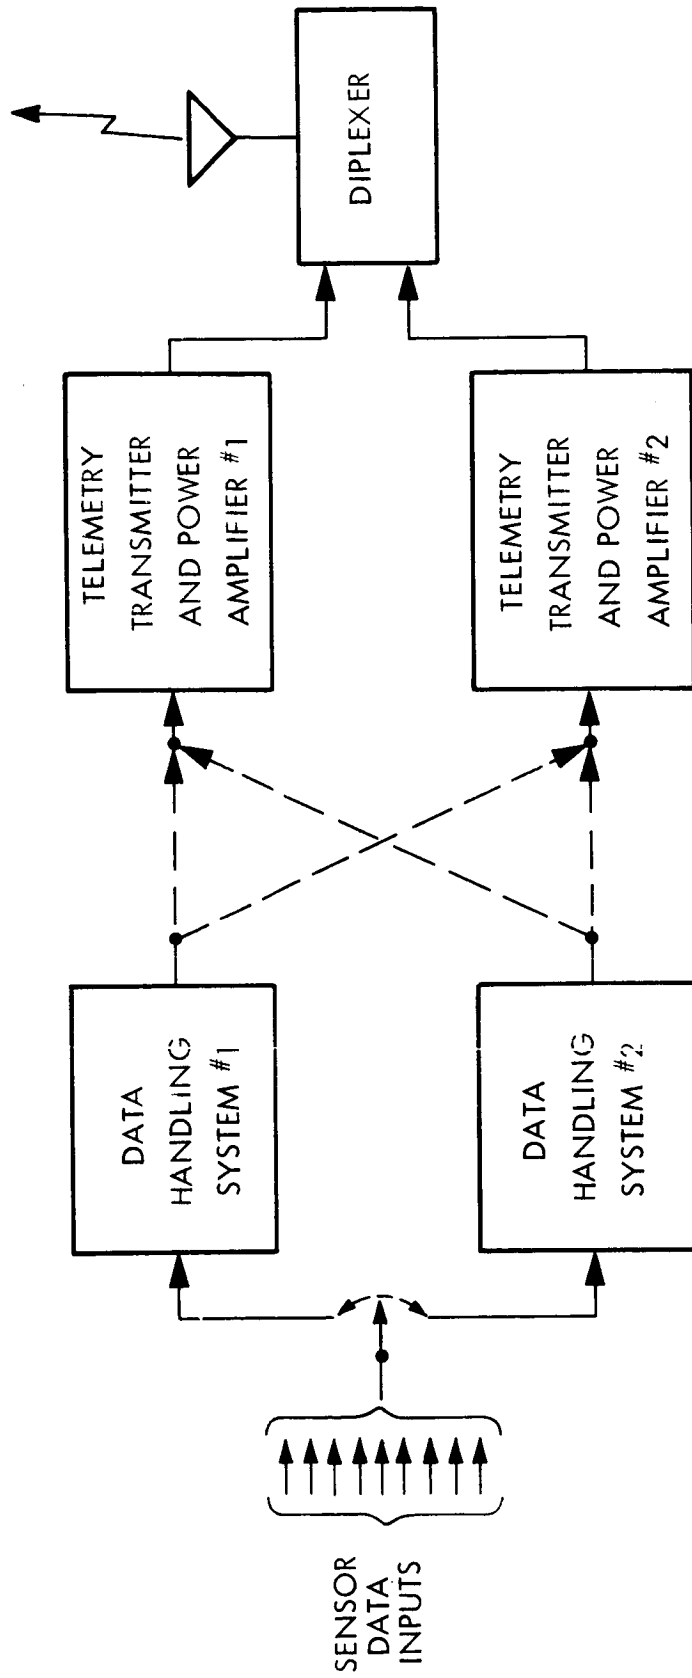 SENSOR
DATA
INPUTS
DATA
HANDLING
SYSTEM #1
DATA
HANDLING
SYSTEM #2
TELEMETRY
TRANSMITTER
AND POWER
AMPLIFIER #1
TELEMETRY
TRANSMITTER
AND POWER
AMPLIFIER #2
DIPLEXER